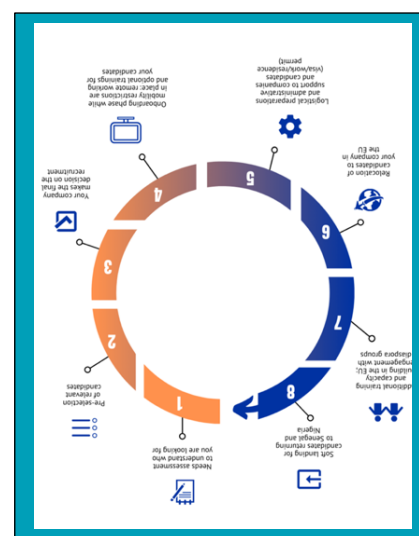 1
Needs assessment
to understand who
you are looking for
2
Pre-selection
of relevant
candidates
3
Your company
makes the final
decision on the
recruitment
4
Onboarding phase while
mobility restrictions are
in place: remote working
and optional trainings for
your candidates
5
Logistical preparations
and administrative
support to companies
and candidates
(visa/work/residence
permit)
6
Relocation of
candidates to
your company in
the EU
7
additional training
and capacity
building in the EU;
engagement with
diaspora groups
8
Soft landing for
candidates returning
to Senegal and
Nigeria